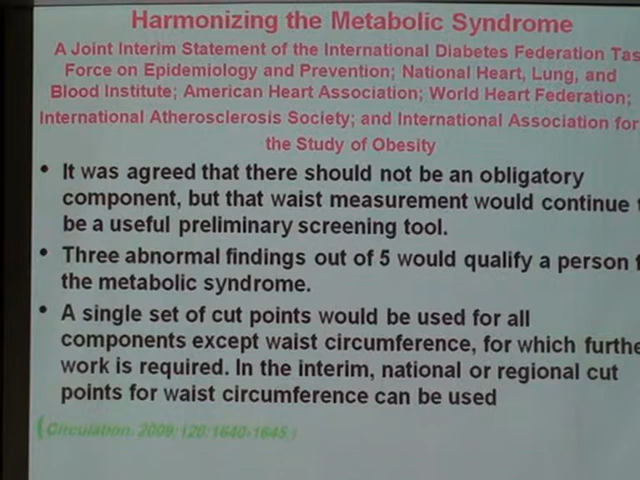 Harmonizing the Metabolic Syndrome
A Joint Interim Statement of the International Diabetes Federation Tas
Force on Epidemiology and Prevention; National Heart, Lung, and
Blood Institute; American Heart Association; World Heart Federation;
International Atherosclerosis Society; and International Association for
the Study of Obesity
• It was agreed that there should not be an obligatory
component, but that waist measurement would continue t
be a useful preliminary screening tool.
• Three abnormal findings out of 5 would qualify a person f
the metabolic syndrome.
• A single set of cut points would be used for all
components except waist circumference, for which furthe
work is required. In the interim, national or regional cut
points for waist circumference can be used
(Circulation. 2009;120:1640-1645)